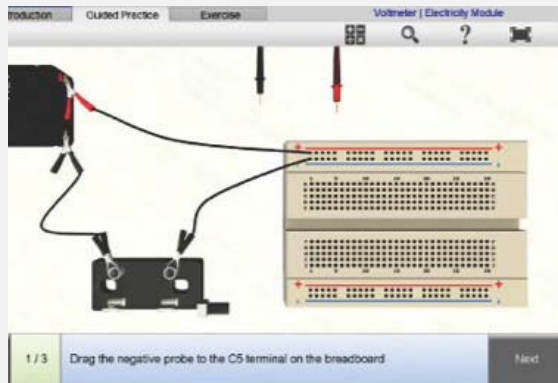 troduction Guided Practice Exercise Voltmeter | Electricity Module
?
+ +
- -
+ +
- -
1 / 3 Drag the negative probe to the C5 terminal on the breadboard Next